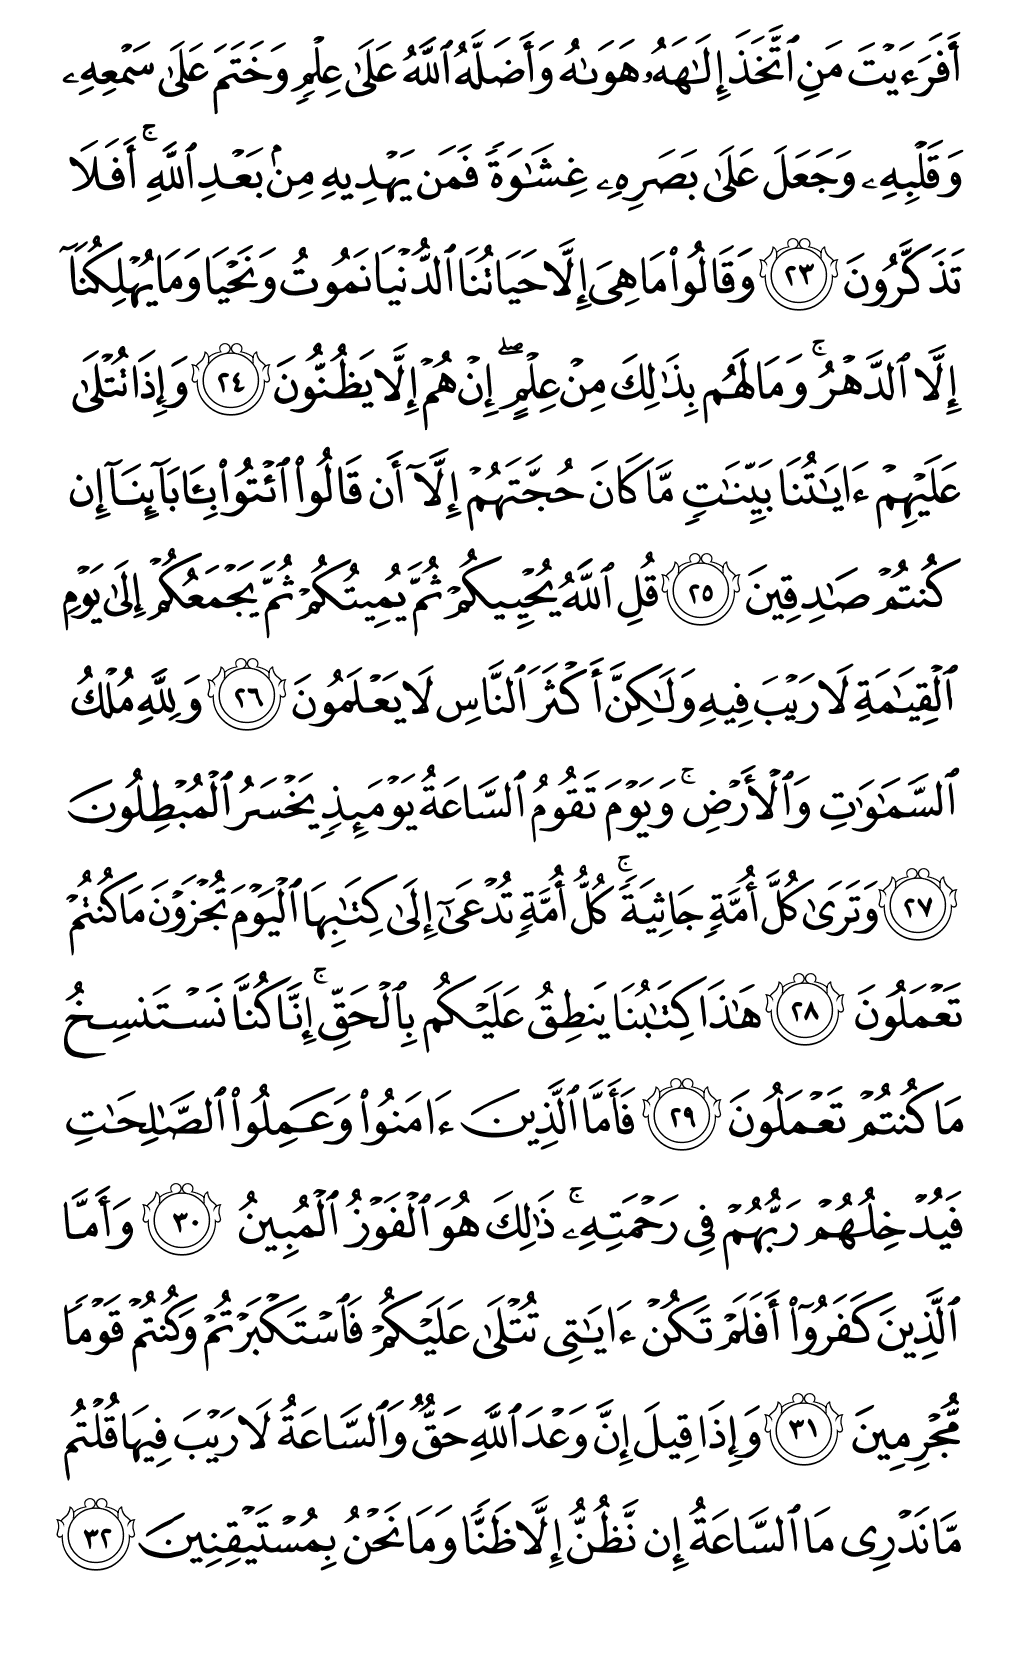 أَفَرَءَيْتَ مَنِ ٱتَّخَذَ إِلَٰهَهُۥ هَوَىٰهُ وَأَضَلَّهُ ٱللَّهُ عَلَىٰ عِلْمٍ وَخَتَمَ عَلَىٰ سَمْعِهِۦ
وَقَلْبِهِۦ وَجَعَلَ عَلَىٰ بَصَرِهِۦ غِشَٰوَةً فَمَن يَهْدِيهِ مِنۢ بَعْدِ ٱللَّهِ ۚ أَفَلَا
تَذَكَّرُونَ ٢٣ وَقَالُوا۟ مَا هِىَ إِلَّا حَيَاتُنَا ٱلدُّنْيَا نَمُوتُ وَنَحْيَا وَمَا يُهْلِكُنَآ
إِلَّا ٱلدَّهْرُ ۚ وَمَا لَهُم بِذَٰلِكَ مِنْ عِلْمٍ ۖ إِنْ هُمْ إِلَّا يَظُنُّونَ ٢٤ وَإِذَا تُتْلَىٰ
عَلَيْهِمْ ءَايَٰتُنَا بَيِّنَٰتٍ مَّا كَانَ حُجَّتَهُمْ إِلَّآ أَن قَالُوا۟ ٱئْتُوا۟ بِـَٔابَآئِنَآ إِن
كُنتُمْ صَٰدِقِينَ ٢٥ قُلِ ٱللَّهُ يُحْيِيكُمْ ثُمَّ يُمِيتُكُمْ ثُمَّ يَجْمَعُكُمْ إِلَىٰ يَوْمِ
ٱلْقِيَٰمَةِ لَا رَيْبَ فِيهِ وَلَٰكِنَّ أَكْثَرَ ٱلنَّاسِ لَا يَعْلَمُونَ ٢٦ وَلِلَّهِ مُلْكُ
ٱلسَّمَٰوَٰتِ وَٱلْأَرْضِ ۚ وَيَوْمَ تَقُومُ ٱلسَّاعَةُ يَوْمَئِذٍ يَخْسَرُ ٱلْمُبْطِلُونَ
٢٧ وَتَرَىٰ كُلَّ أُمَّةٍ جَاثِيَةً ۚ كُلُّ أُمَّةٍ تُدْعَىٰٓ إِلَىٰ كِتَٰبِهَا ٱلْيَوْمَ تُجْزَوْنَ مَا كُنتُمْ
تَعْمَلُونَ ٢٨ هَٰذَا كِتَٰبُنَا يَنطِقُ عَلَيْكُم بِٱلْحَقِّ ۚ إِنَّا كُنَّا نَسْتَنسِخُ
مَا كُنتُمْ تَعْمَلُونَ ٢٩ فَأَمَّا ٱلَّذِينَ ءَامَنُوا۟ وَعَمِلُوا۟ ٱلصَّٰلِحَٰتِ
فَيُدْخِلُهُمْ رَبُّهُمْ فِى رَحْمَتِهِۦ ۚ ذَٰلِكَ هُوَ ٱلْفَوْزُ ٱلْمُبِينُ ٣٠ وَأَمَّا
ٱلَّذِينَ كَفَرُوٓا۟ أَفَلَمْ تَكُنْ ءَايَٰتِى تُتْلَىٰ عَلَيْكُمْ فَٱسْتَكْبَرْتُمْ وَكُنتُمْ قَوْمًا
مُّجْرِمِينَ ٣١ وَإِذَا قِيلَ إِنَّ وَعْدَ ٱللَّهِ حَقٌّ وَٱلسَّاعَةُ لَا رَيْبَ فِيهَا قُلْتُم
مَّا نَدْرِى مَا ٱلسَّاعَةُ إِن نَّظُنُّ إِلَّا ظَنًّا وَمَا نَحْنُ بِمُسْتَيْقِنِينَ ٣٢